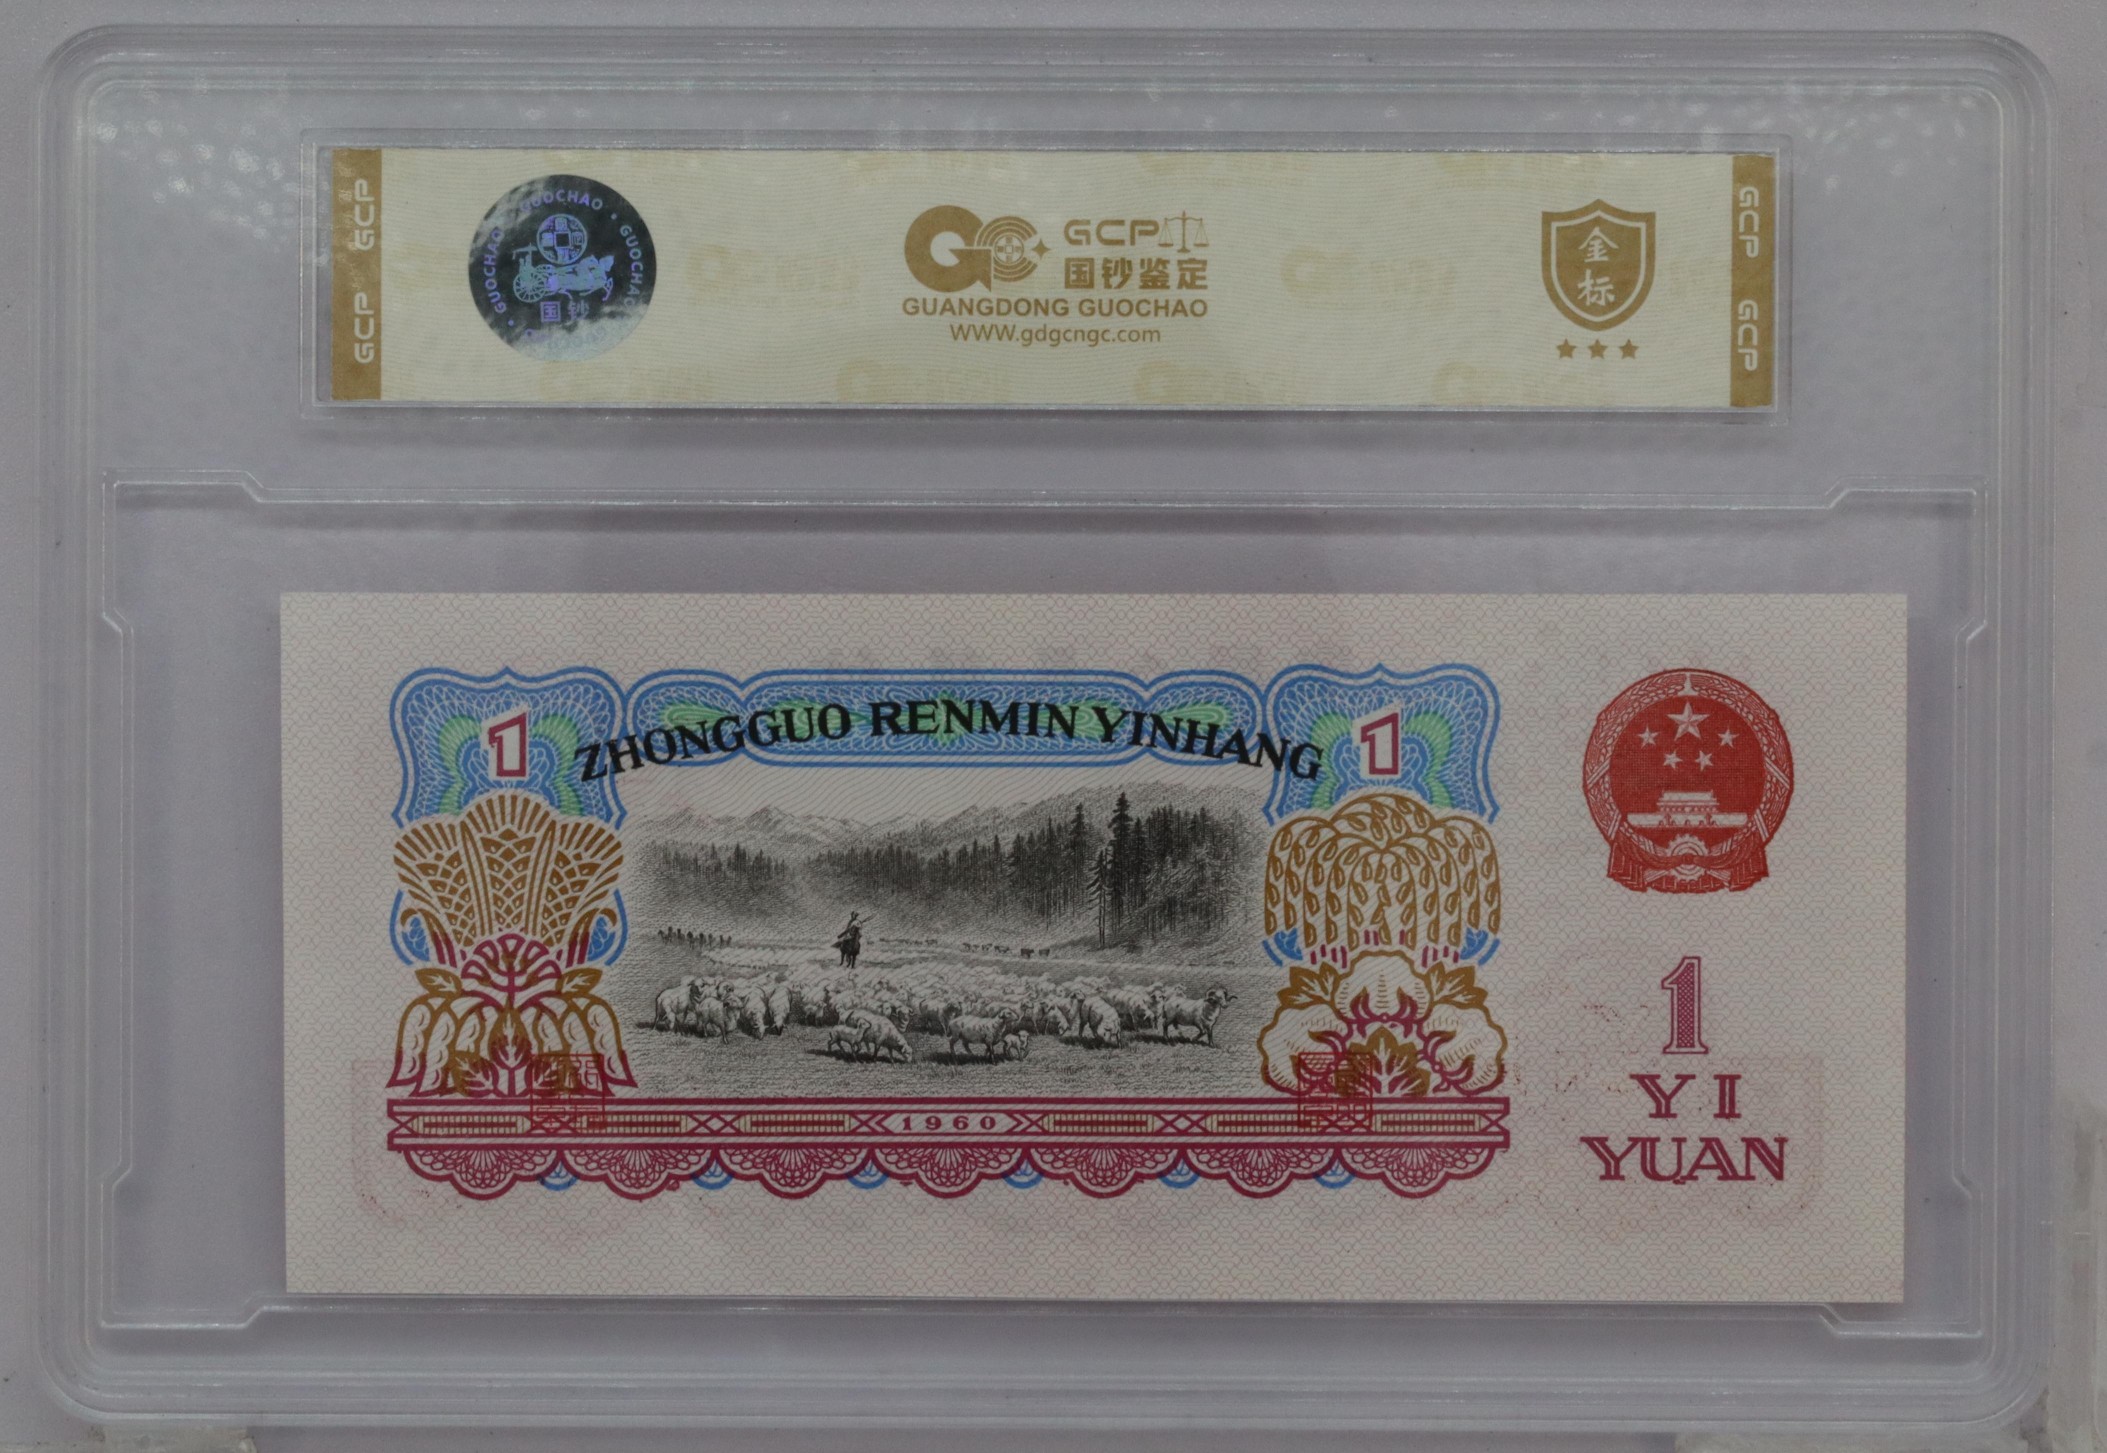 GCP GCP
GUOCHAO · GUOCHAO · GUOCHAO
国钞
GCP
国钞鉴定
GUANGDONG GUOCHAO
WWW.gdgcngc.com
金标
GCP GCP
1 ZHONGGUO RENMIN YINHANG 1
1960
1
YI
YUAN